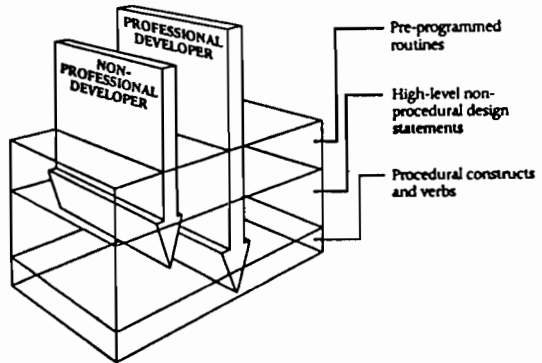 PROFESSIONAL
DEVELOPER
NON-
PROFESSIONAL
DEVELOPER
Pre-programmed
routines
High-level non-
procedural design
statements
Procedural constructs
and verbs